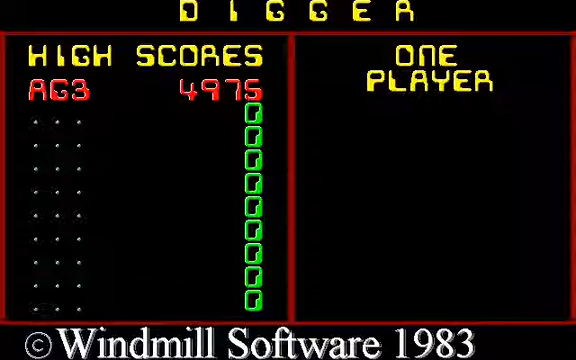 D I G G E R
HIGH SCORES
AG3 4975
. . . 0
. . . 0
. . . 0
. . . 0
. . . 0
. . . 0
. . . 0
. . . 0
. . . 0
ONE
PLAYER
© Windmill Software 1983